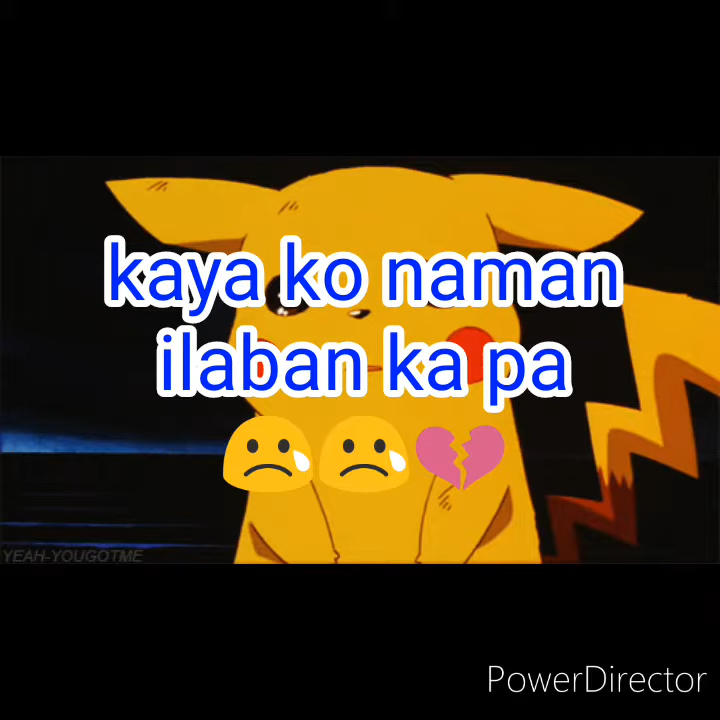 kaya ko naman
ilaban ka pa
😢😢💔
YEAH-YOUGOTME
PowerDirector